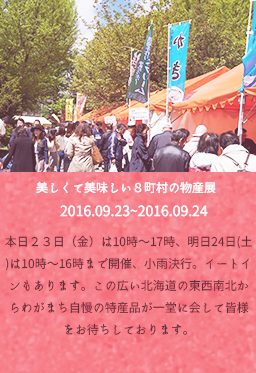 美しくて美味しい８町村の物産展
2016.09.23~2016.09.24
本日２３日（金）は10時〜17時、明日24日(土
)は10時〜16時まで開催、小雨決行。イートイ
ンもあります。この広い北海道の東西南北か
らわがまち自慢の特産品が一堂に会して皆様
をお待ちしております。